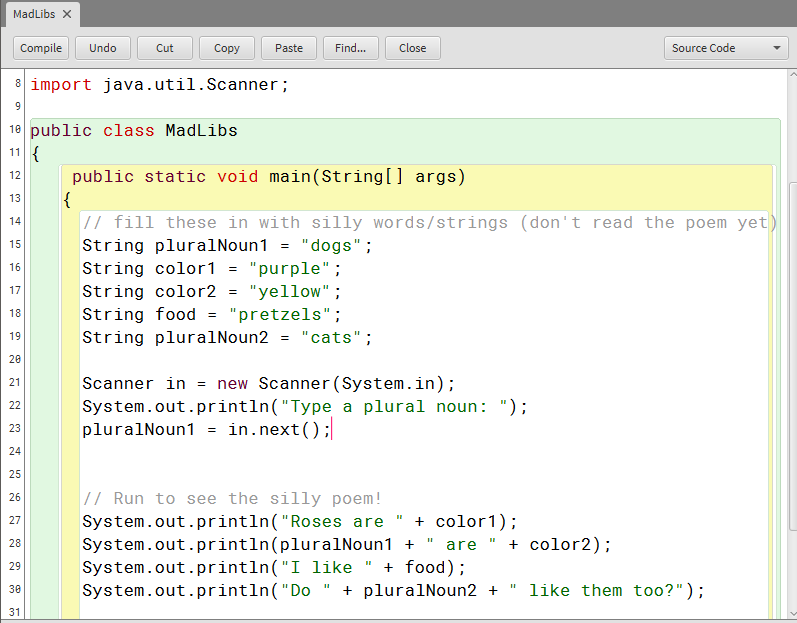 MadLibs ×
Compile Undo Cut Copy Paste Find... Close Source Code
8 import java.util.Scanner;
9
10 public class MadLibs
11 {
12 public static void main(String[] args)
13 {
14 // fill these in with silly words/strings (don't read the poem yet)
15 String pluralNoun1 = "dogs";
16 String color1 = "purple";
17 String color2 = "yellow";
18 String food = "pretzels";
19 String pluralNoun2 = "cats";
20
21 Scanner in = new Scanner(System.in);
22 System.out.println("Type a plural noun: ");
23 pluralNoun1 = in.next();
24
25
26 // Run to see the silly poem!
27 System.out.println("Roses are " + color1);
28 System.out.println(pluralNoun1 + " are " + color2);
29 System.out.println("I like " + food);
30 System.out.println("Do " + pluralNoun2 + " like them too?");
31